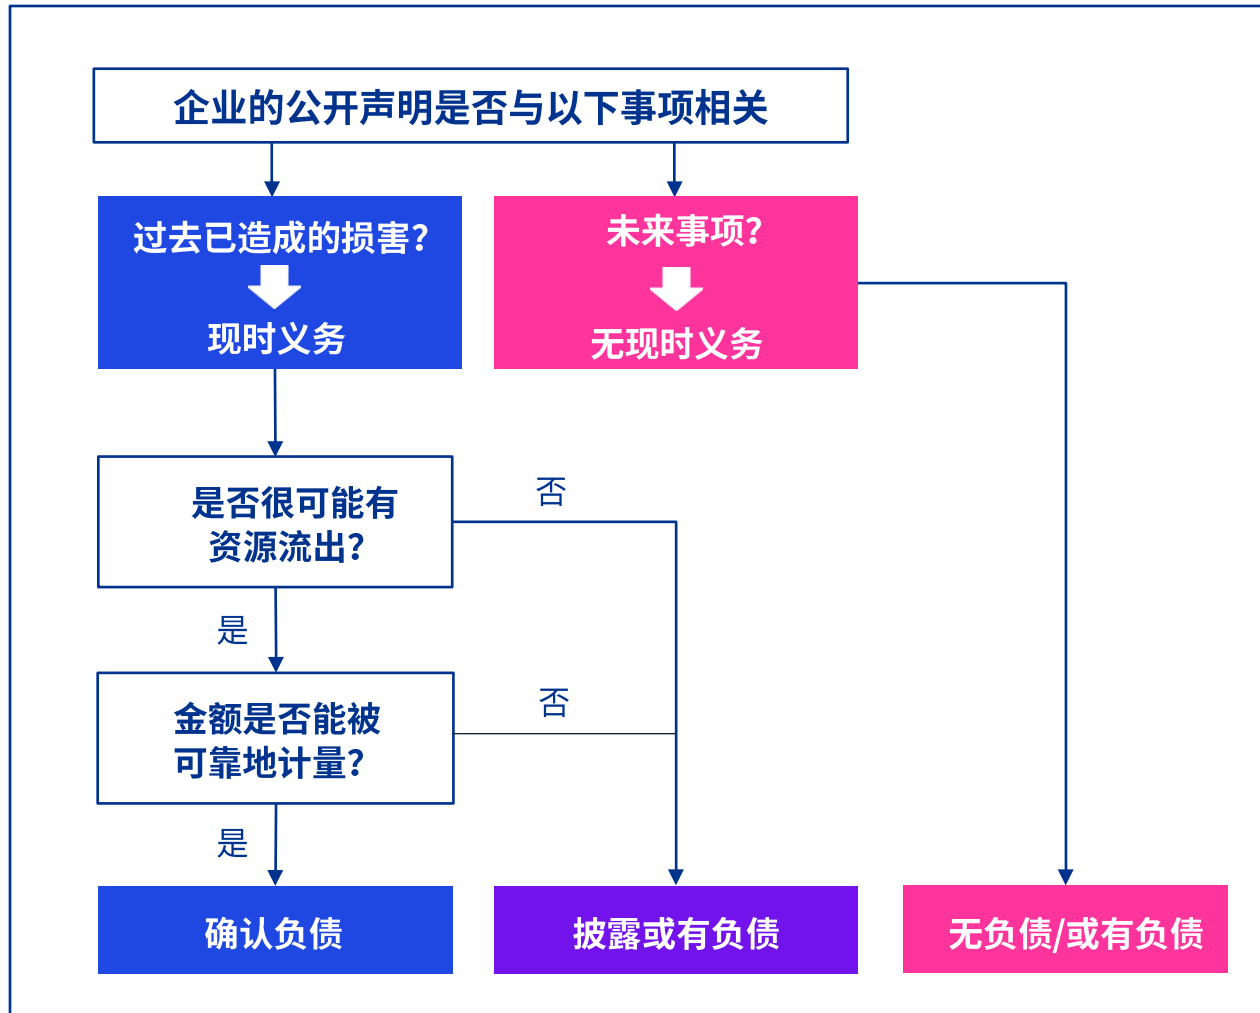 企业的公开声明是否与以下事项相关
过去已造成的损害？
现时义务
未来事项？
无现时义务
是否很可能有
资源流出？
否
是
金额是否能被
可靠地计量？
否
是
确认负债
披露或有负债
无负债/或有负债